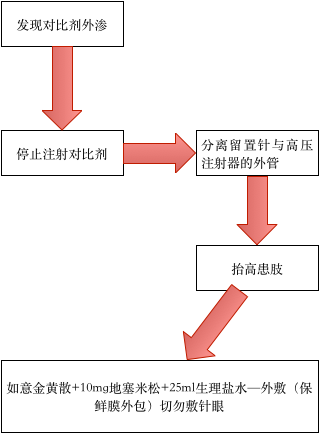 发现对比剂外渗
停止注射对比剂
分离留置针与高压
注射器的外管
抬高患肢
如意金黄散+10mg地塞米松+25ml生理盐水—外敷（保
鲜膜外包）切勿敷针眼